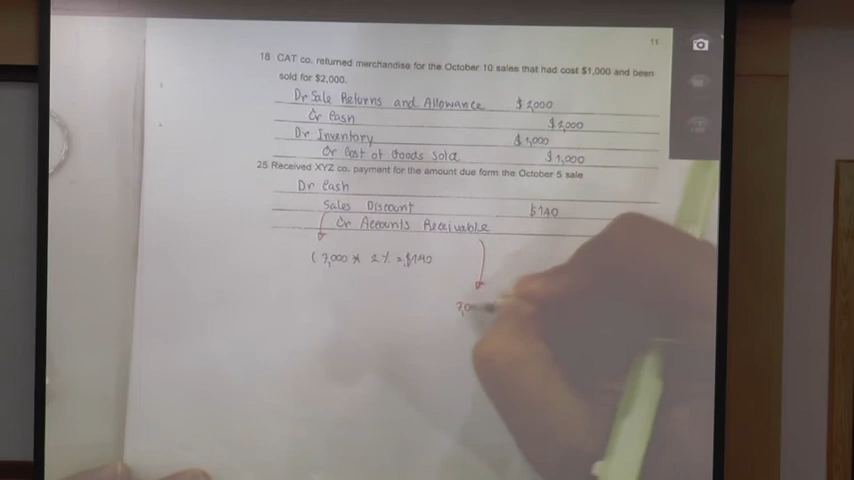 11
18 CAT co. returned merchandise for the October 10 sales that had cost $1,000 and been
sold for $2,000.
Dr Sale Returns and Allowance $2,000
Cr Cash $2,000
Dr Inventory $1,000
Cr Cost of Goods Sold $1,000
25 Received XYZ co. payment for the amount due form the October 5 sale
Dr Cash
Sales Discount $140
Cr Accounts Receivable
(7,000 * 2% = $140